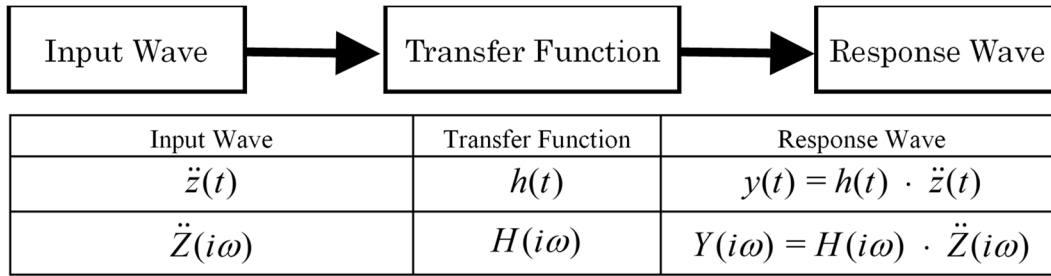 Input Wave Transfer Function Response Wave
Input Wave Transfer Function Response Wave
z̈(t) h(t) y(t) = h(t) · z̈(t)
Z̈(iω) H(iω) Y(iω) = H(iω) · Z̈(iω)